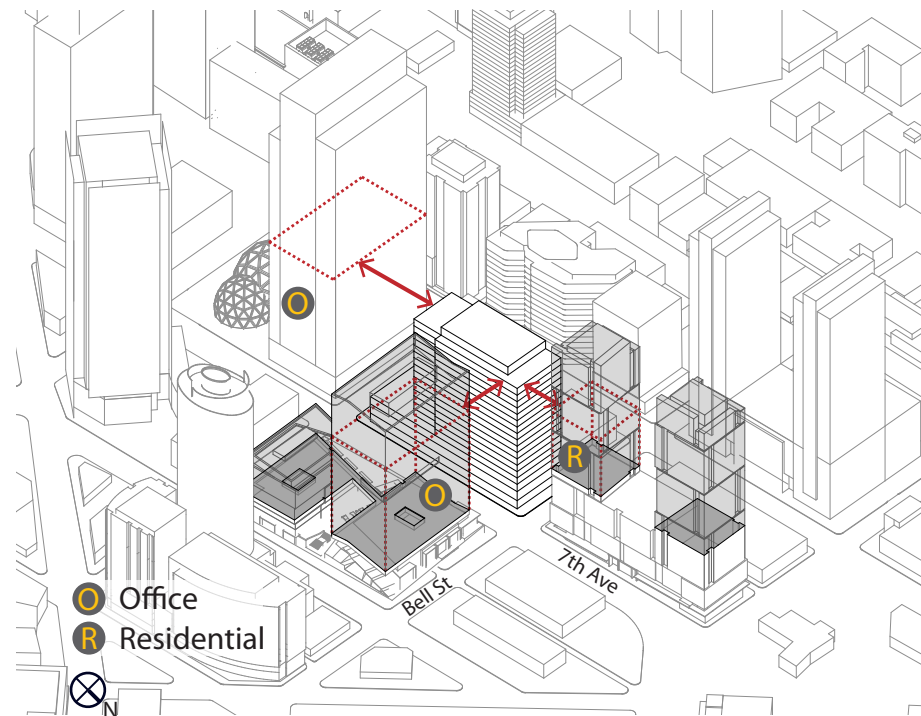 O
O
R
7th Ave
Bell St
O Office
R Residential
N